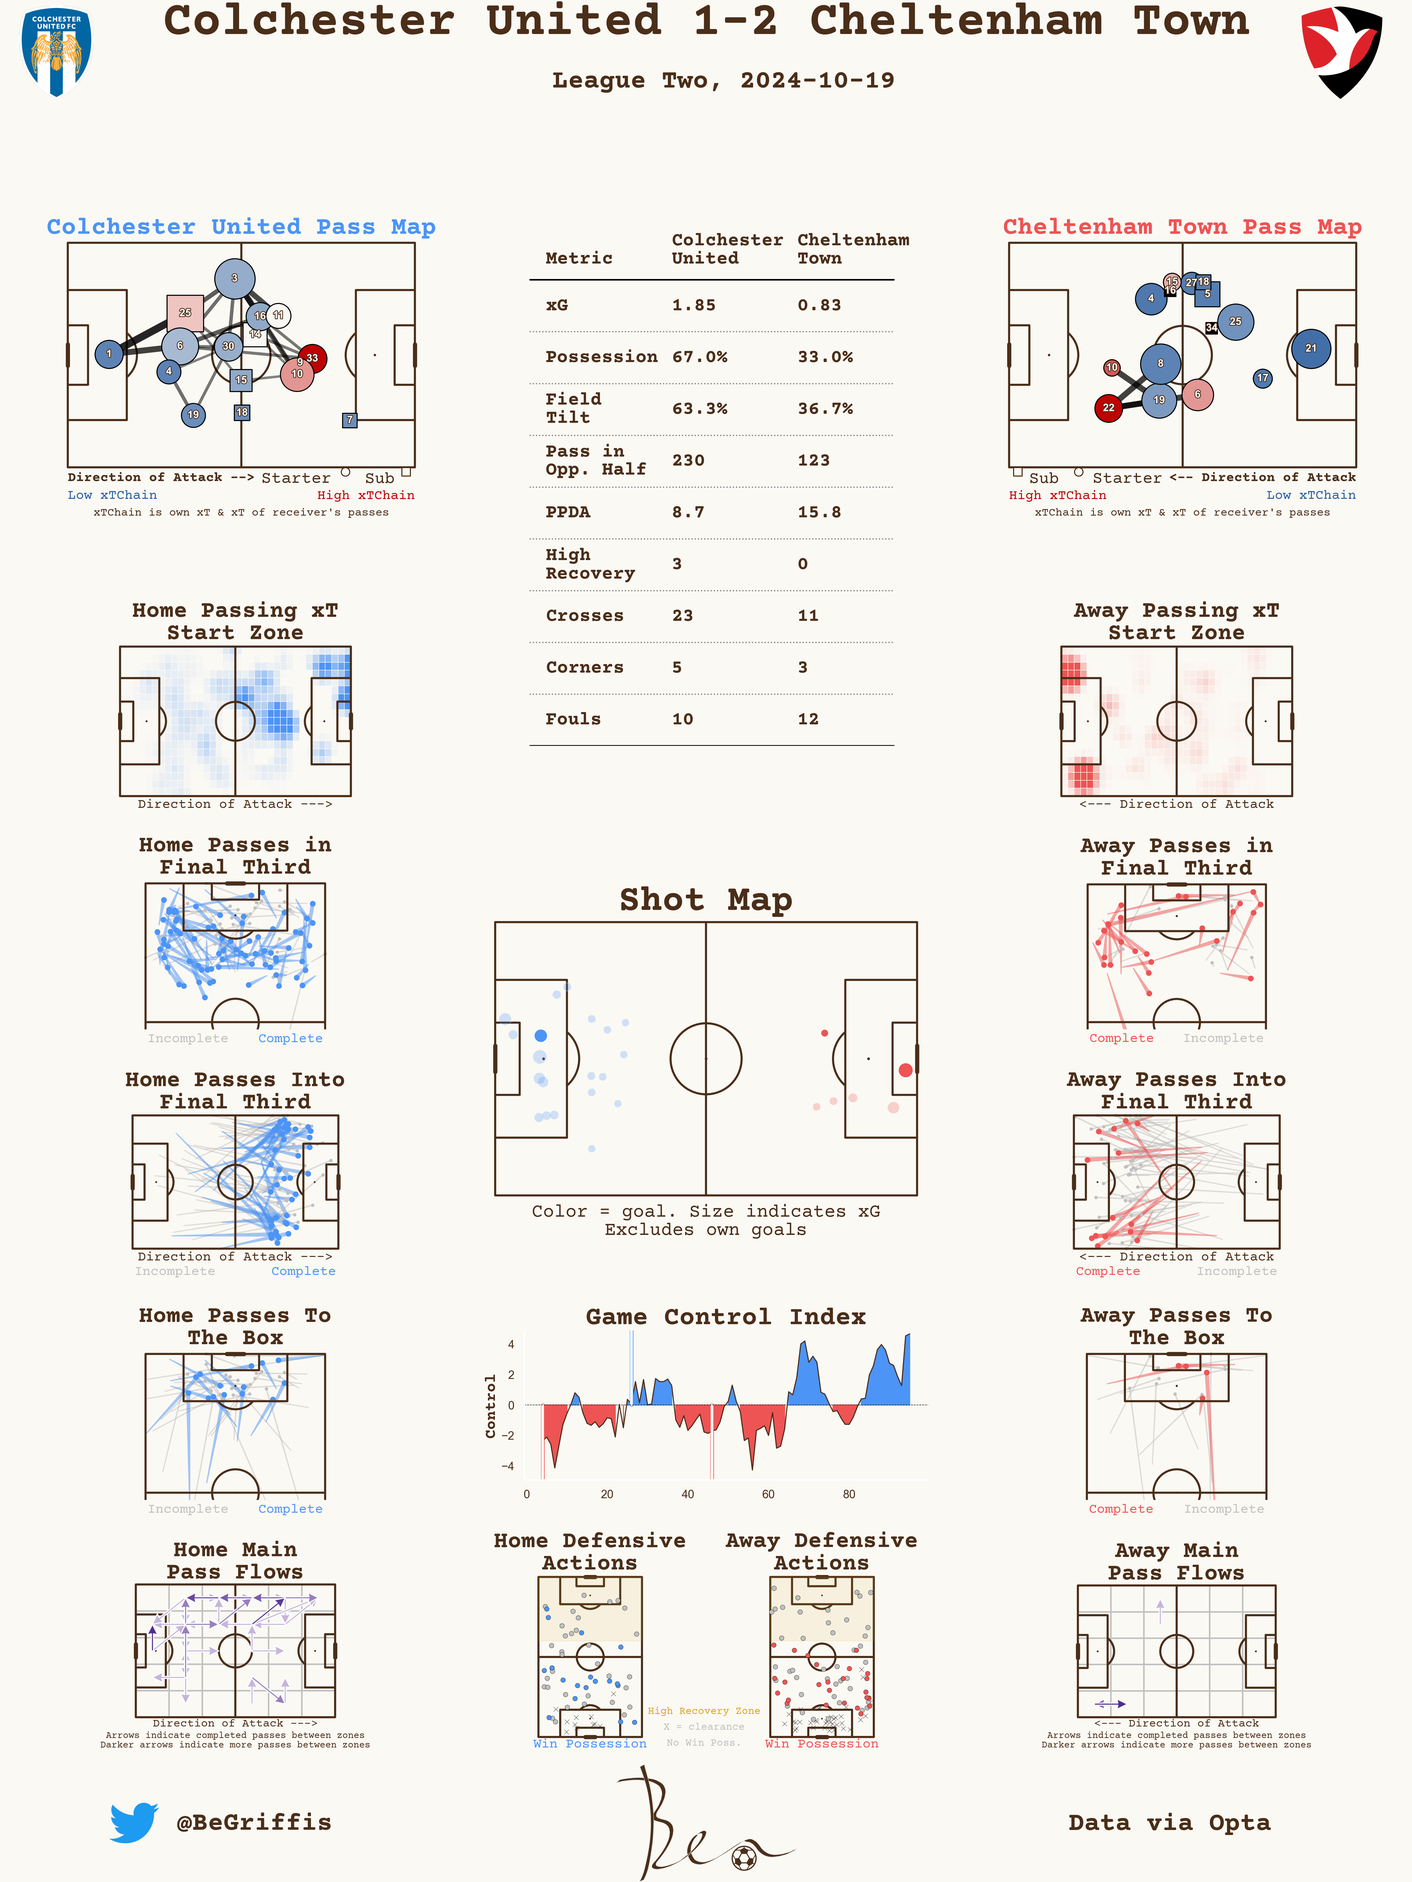 Colchester United 1-2 Cheltenham Town
League Two, 2024-10-19
COLCHESTER
UNITED FC
Colchester United Pass Map
3
25
16
11
14
6
30
1
33
9
4
10
15
19
18
7
Direction of Attack --> Starter Sub
Low xTChain High xTChain
xTChain is own xT & xT of receiver's passes
Metric Colchester United Cheltenham Town
xG 1.85 0.83
Possession 67.0% 33.0%
Field Tilt 63.3% 36.7%
Pass in Opp. Half 230 123
PPDA 8.7 15.8
High Recovery 3 0
Crosses 23 11
Corners 5 3
Fouls 10 12
Cheltenham Town Pass Map
15
27
18
16
4
5
25
34
21
8
10
17
6
19
22
Sub Starter <-- Direction of Attack
High xTChain Low xTChain
xTChain is own xT & xT of receiver's passes
Home Passing xT
Start Zone
Direction of Attack --->
Away Passing xT
Start Zone
<--- Direction of Attack
Home Passes in
Final Third
Incomplete Complete
Away Passes in
Final Third
Complete Incomplete
Shot Map
Color = goal. Size indicates xG
Excludes own goals
Home Passes Into
Final Third
Direction of Attack --->
Incomplete Complete
Away Passes Into
Final Third
<--- Direction of Attack
Complete Incomplete
Home Passes To
The Box
Incomplete Complete
Game Control Index
Control
4
2
0
−2
−4
0 20 40 60 80
Away Passes To
The Box
Complete Incomplete
Home Main
Pass Flows
Direction of Attack --->
Arrows indicate completed passes between zones
Darker arrows indicate more passes between zones
Home Defensive
Actions
Win Possession
High Recovery Zone
X = clearance
No Win Poss.
Away Defensive
Actions
Win Possession
Away Main
Pass Flows
<--- Direction of Attack
Arrows indicate completed passes between zones
Darker arrows indicate more passes between zones
@BeGriffis
Ben
Data via Opta